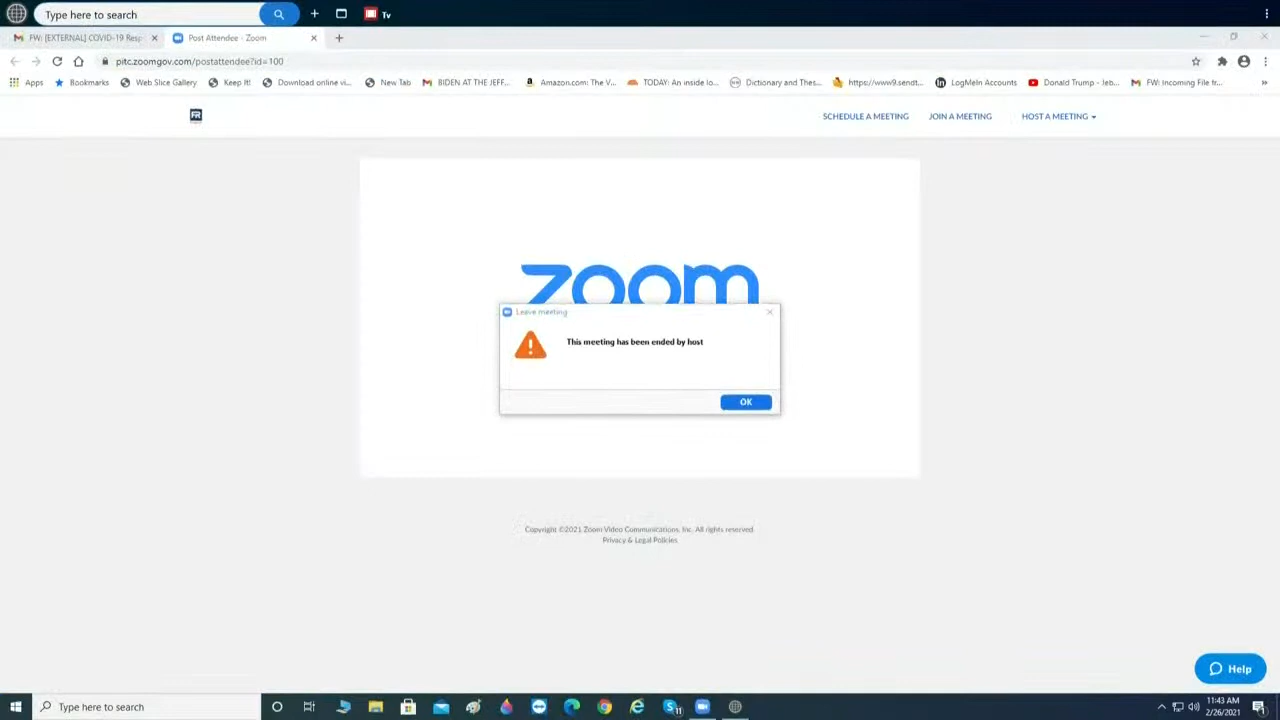 Type here to search
Tv
FW: [EXTERNAL] COVID-19 Resp
Post Attendee - Zoom
pitc.zoomgov.com/postattendee?id=100
Apps
Bookmarks
Web Slice Gallery
Keep It!
Download online vi...
New Tab
BIDEN AT THE JEFF...
Amazon.com: The V...
TODAY: An inside lo...
Dictionary and Thes...
https://www9.sendt...
LogMeIn Accounts
Donald Trump - Jeb...
FW: Incoming File fr...
FR
SCHEDULE A MEETING
JOIN A MEETING
HOST A MEETING
zoom
Leave meeting
This meeting has been ended by host
OK
Copyright ©2021 Zoom Video Communications, Inc. All rights reserved.
Privacy & Legal Policies
Help
Type here to search
11
11:43 AM
2/26/2021